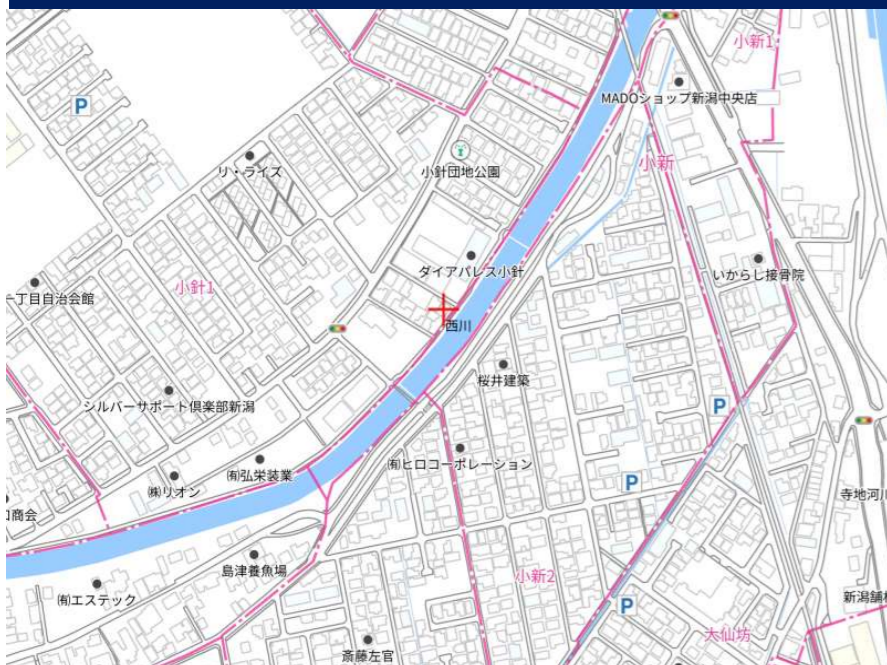 小新1
MADOショップ新潟中央店
P
小新
リ・ライズ
小針団地公園
ダイアパレス小針
いからし接骨院
小針1
一丁目自治会館
西川
桜井建築
シルバーサポート倶楽部新潟
P
㈲弘栄装業
㈲ヒロコーポレーション
㈱リオン
P
寺地河川
商会
島津養魚場
小新2
㈲エステック
P
新潟舗
大仙坊
斎藤左官